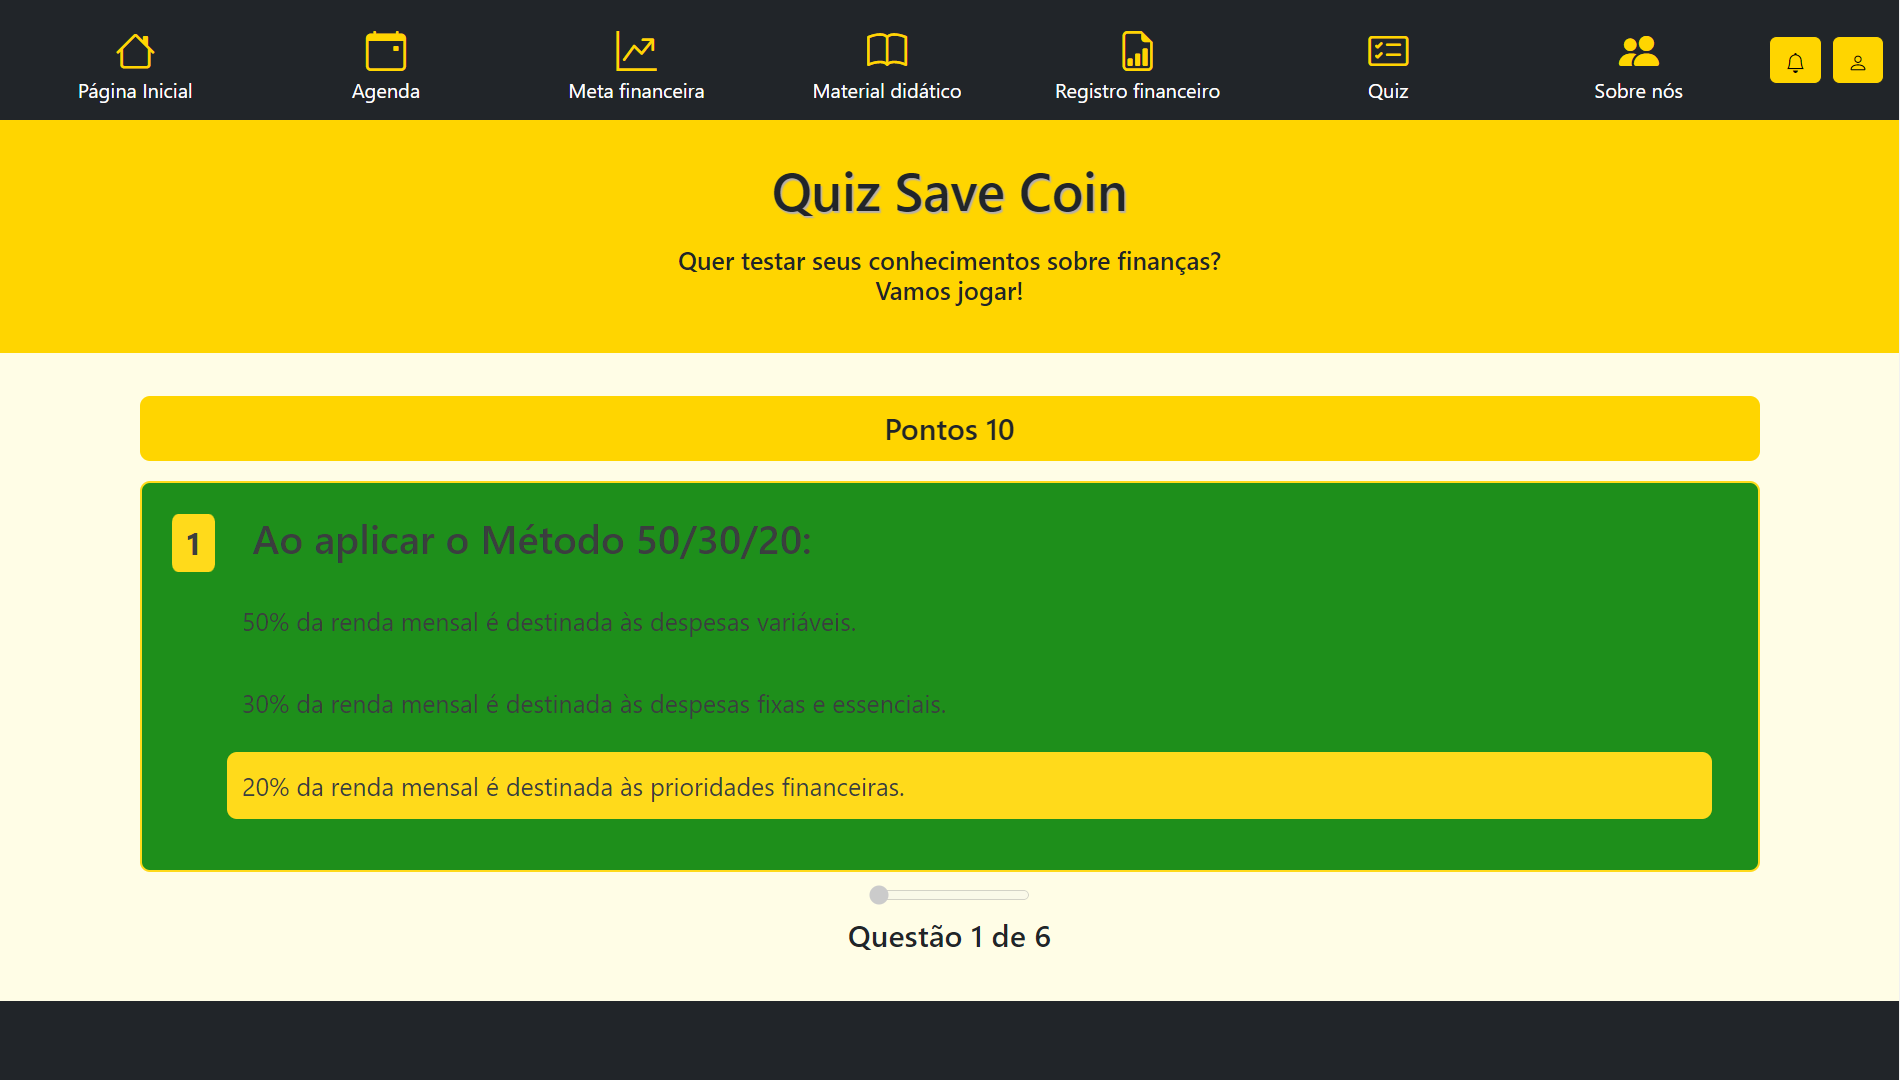 Página Inicial
Agenda
Meta financeira
Material didático
Registro financeiro
Quiz
Sobre nós
Quiz Save Coin
Quer testar seus conhecimentos sobre finanças?
Vamos jogar!
Pontos 10
1
Ao aplicar o Método 50/30/20:
50% da renda mensal é destinada às despesas variáveis.
30% da renda mensal é destinada às despesas fixas e essenciais.
20% da renda mensal é destinada às prioridades financeiras.
Questão 1 de 6